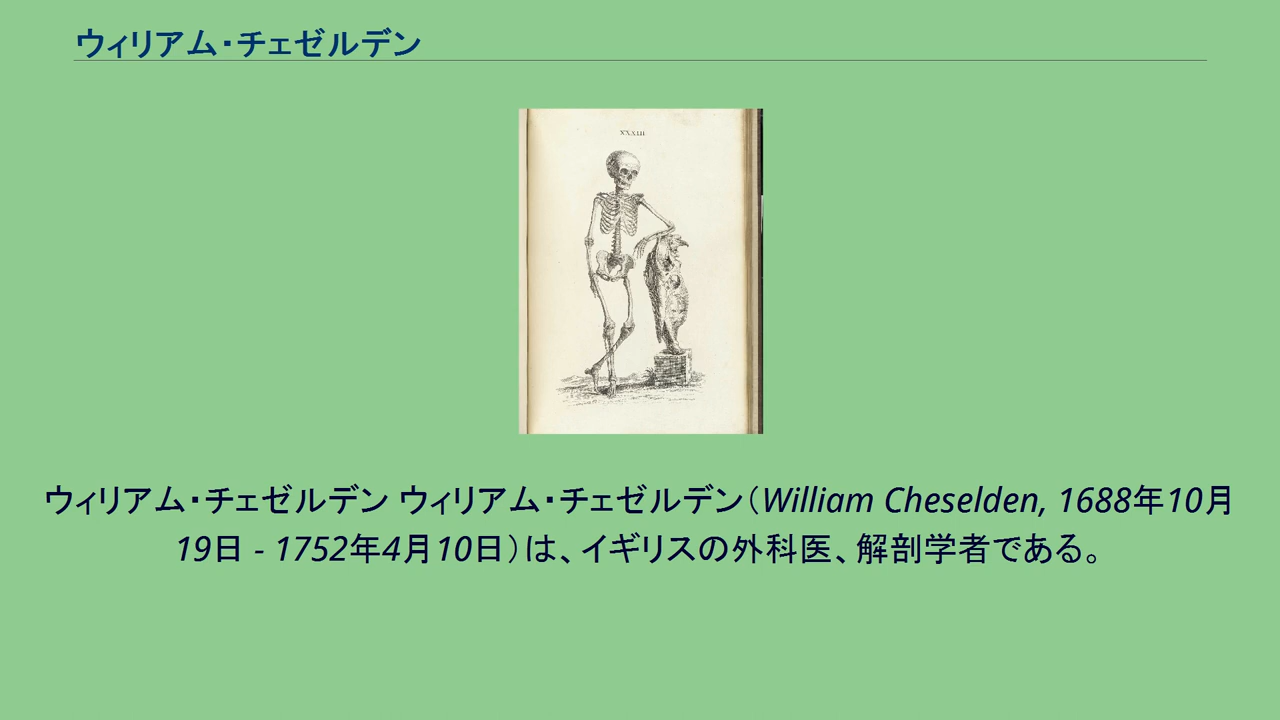 ウィリアム・チェゼルデン
XXXIII
ウィリアム・チェゼルデン ウィリアム・チェゼルデン（William Cheselden, 1688年10月
19日 - 1752年4月10日）は、イギリスの外科医、解剖学者である。